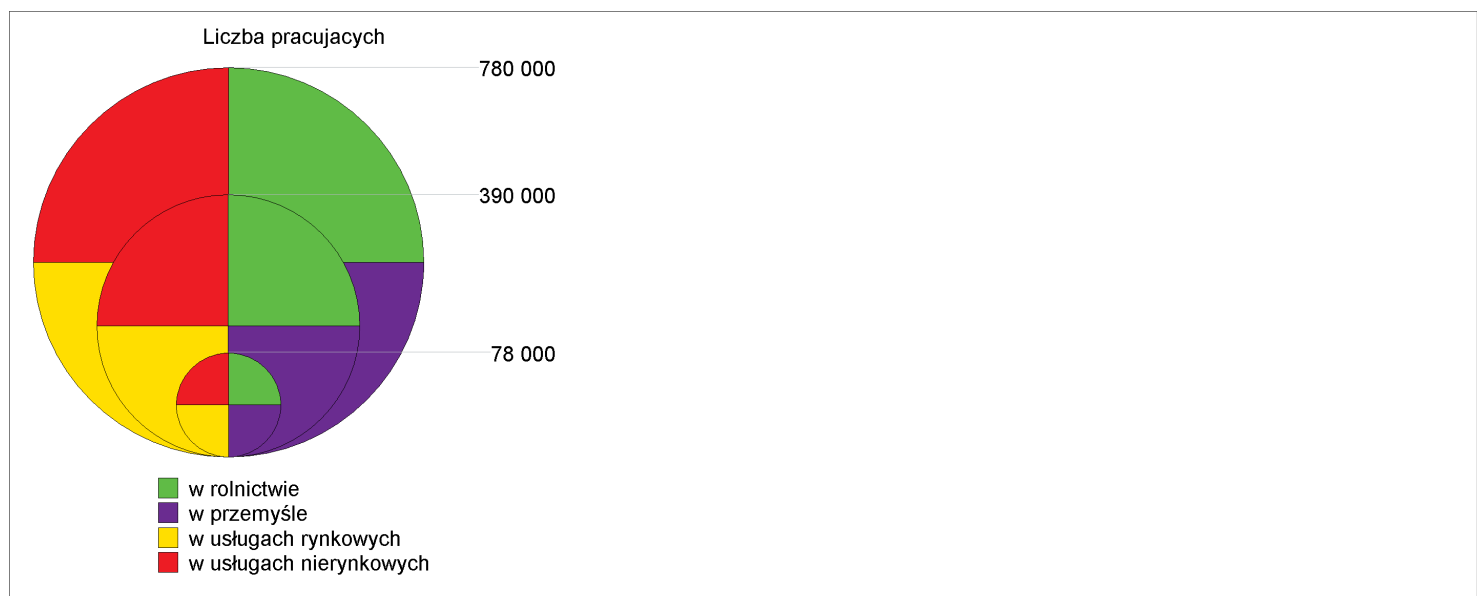 Liczba pracujacych
780 000
390 000
78 000
w rolnictwie
w przemyśle
w usługach rynkowych
w usługach nierynkowych